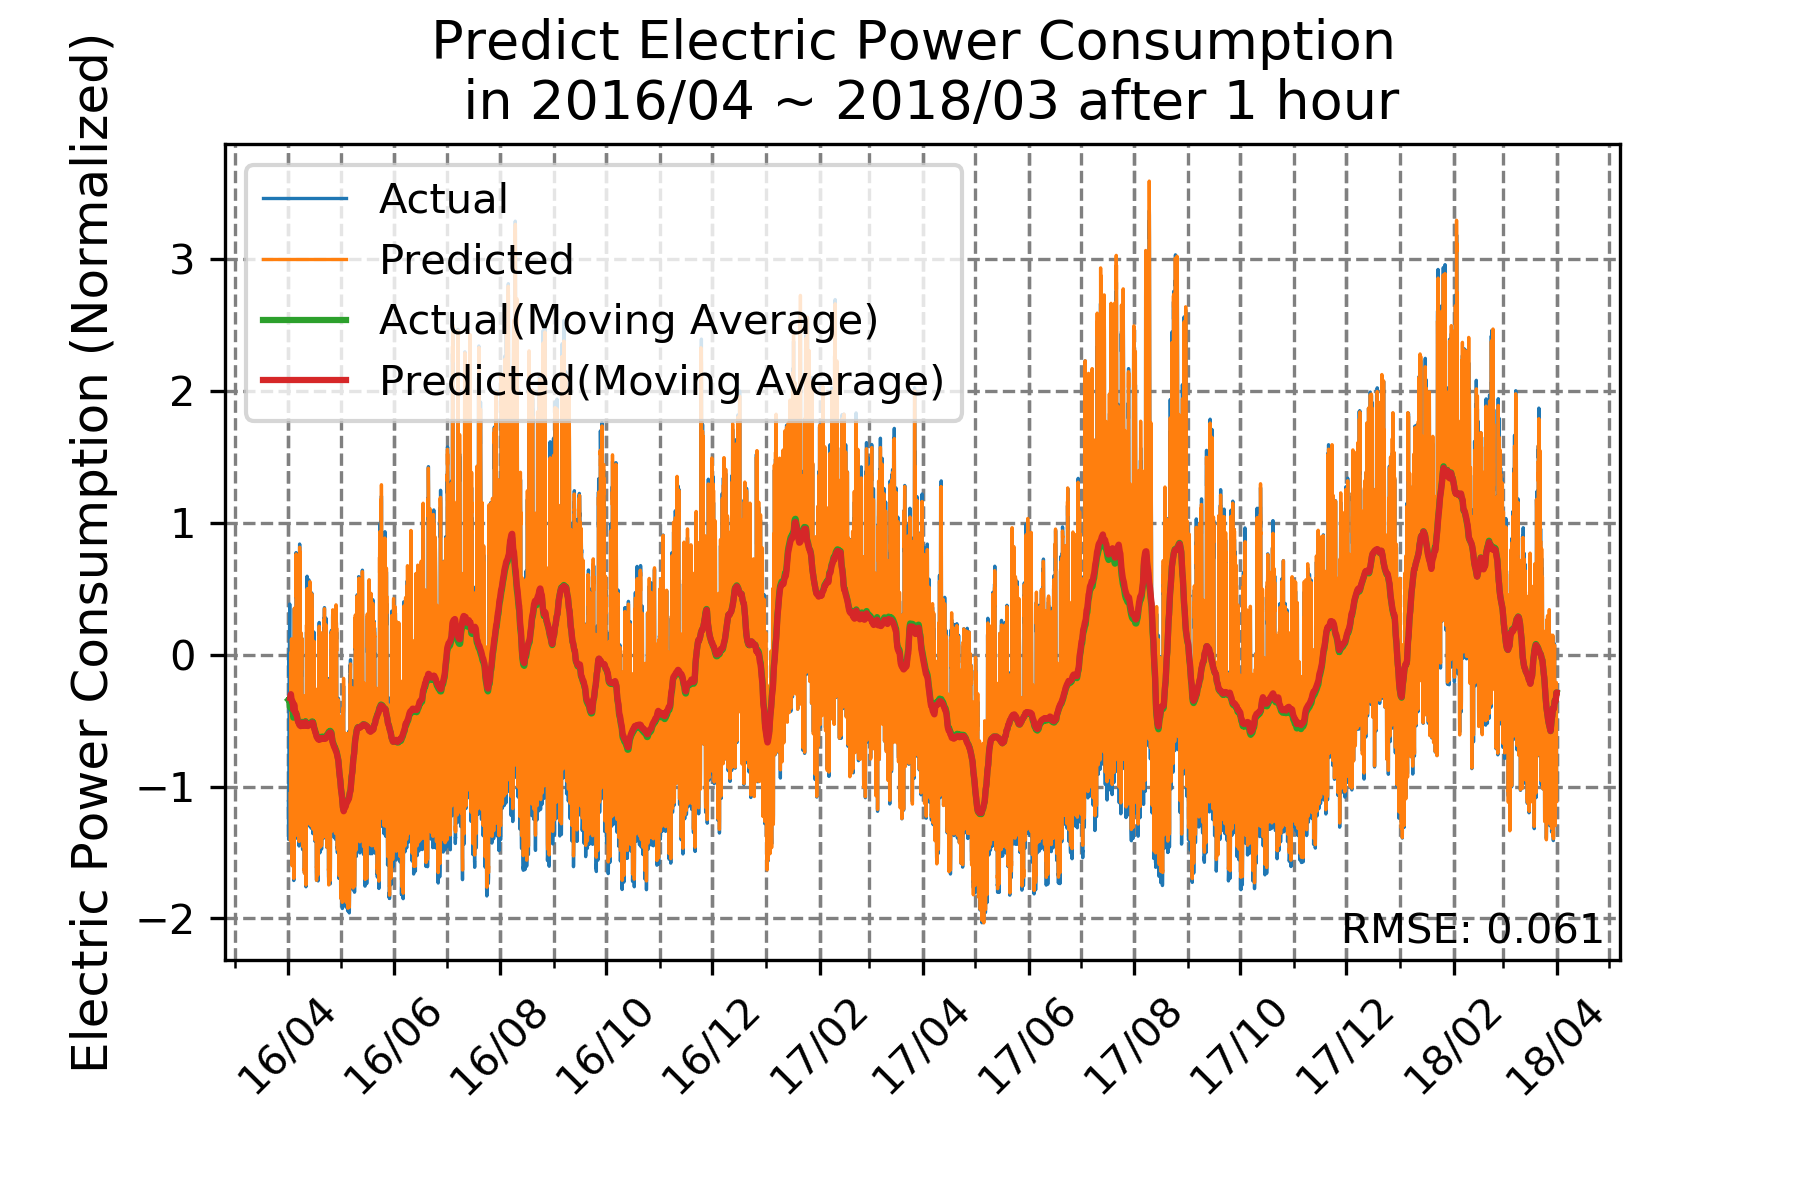 Predict Electric Power Consumption
in 2016/04 ~ 2018/03 after 1 hour
Electric Power Consumption (Normalized)
Actual
Predicted
Actual(Moving Average)
Predicted(Moving Average)
3
2
1
0
−1
−2
RMSE: 0.061
16/04
16/06
16/08
16/10
16/12
17/02
17/04
17/06
17/08
17/10
17/12
18/02
18/04